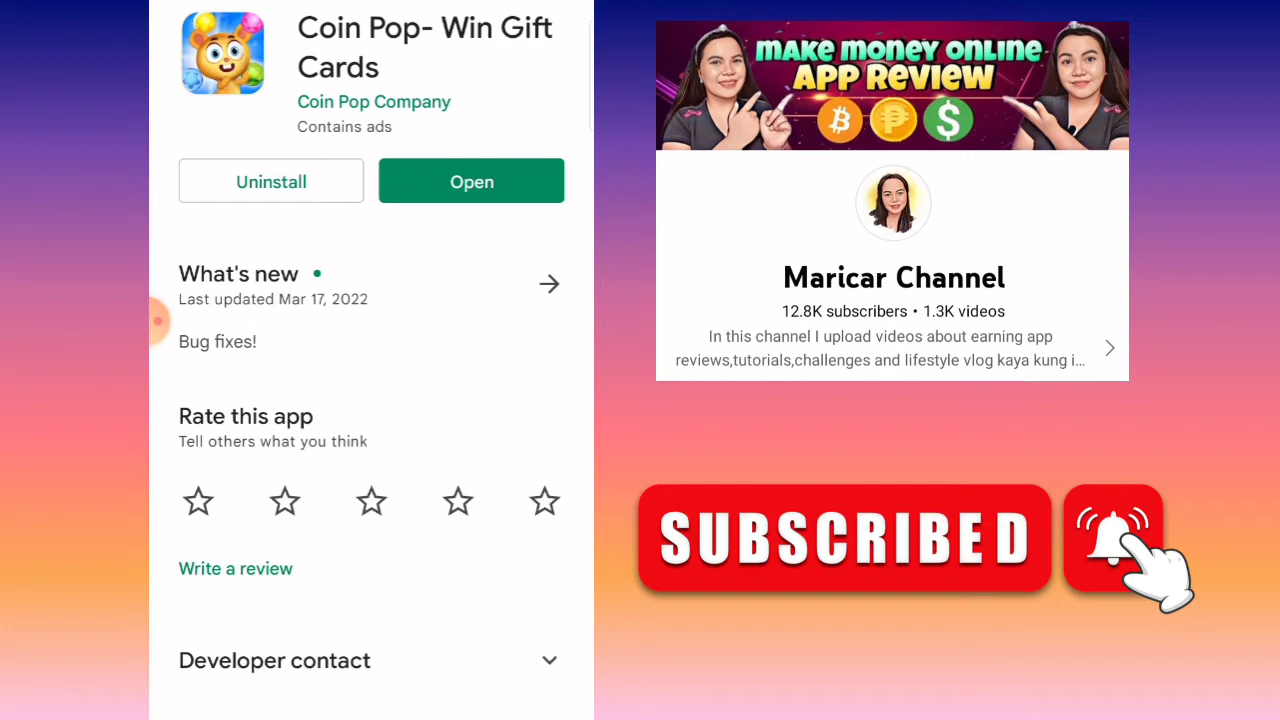 Coin Pop- Win Gift
Cards
Coin Pop Company
Contains ads
Uninstall
Open
What's new
Last updated Mar 17, 2022
Bug fixes!
Rate this app
Tell others what you think
Write a review
Developer contact
MAKE MONEY ONLINE
APP REVIEW
Maricar Channel
12.8K subscribers • 1.3K videos
In this channel I upload videos about earning app
reviews,tutorials,challenges and lifestyle vlog kaya kung i...
SUBSCRIBED